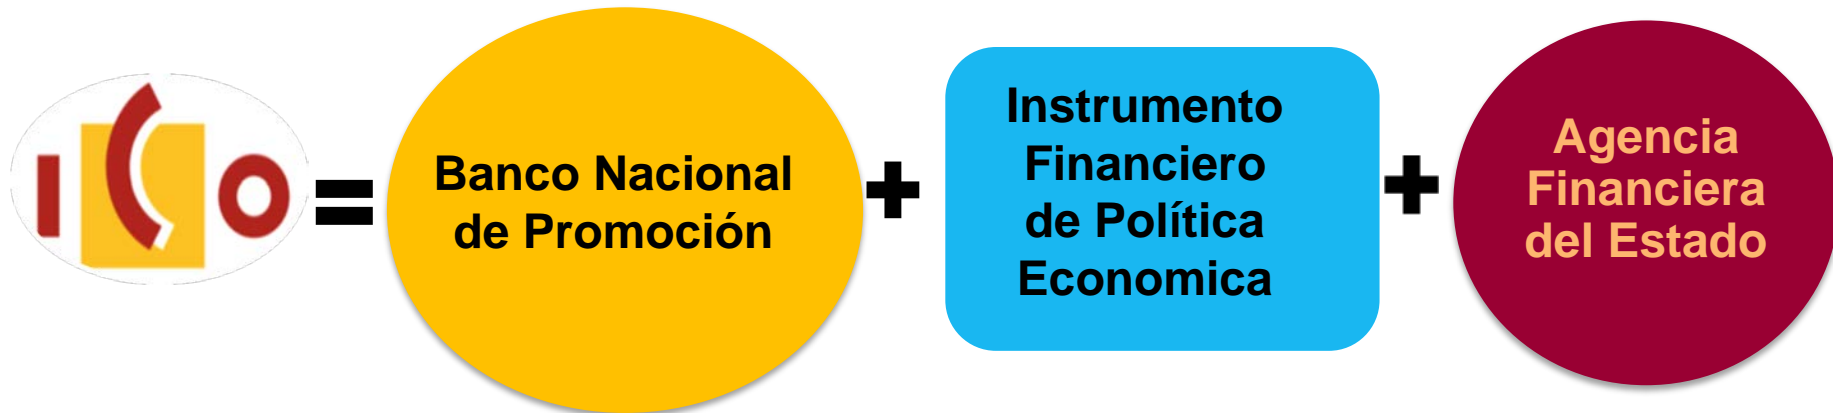 ICO
=
Banco Nacional
de Promoción
+
Instrumento
Financiero
de Política
Economica
+
Agencia
Financiera
del Estado